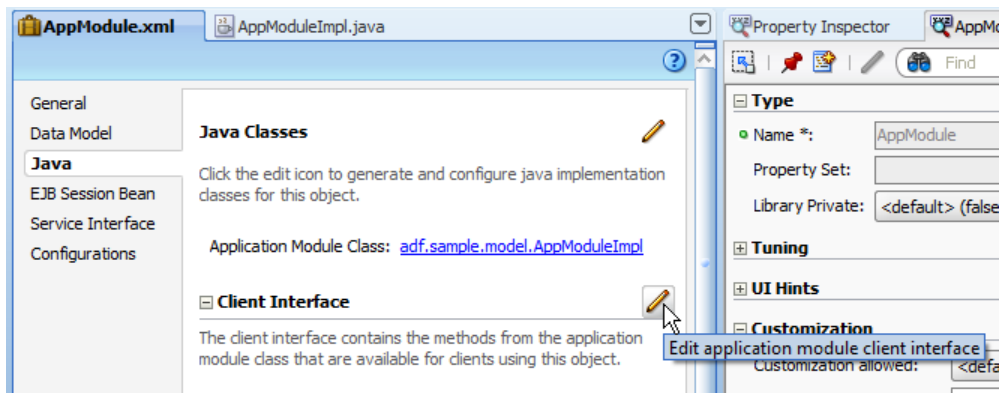 AppModule.xml
AppModuleImpl.java
General
Data Model
Java
EJB Session Bean
Service Interface
Configurations
Java Classes
Click the edit icon to generate and configure java implementation
classes for this object.
Application Module Class: adf.sample.model.AppModuleImpl
Client Interface
The client interface contains the methods from the application
module class that are available for clients using this object.
Edit application module client interface
Property Inspector
AppMo
Find
Type
Name *: AppModule
Property Set:
Library Private: <default> (false
Tuning
UI Hints
Customization
Customization allowed: <defa